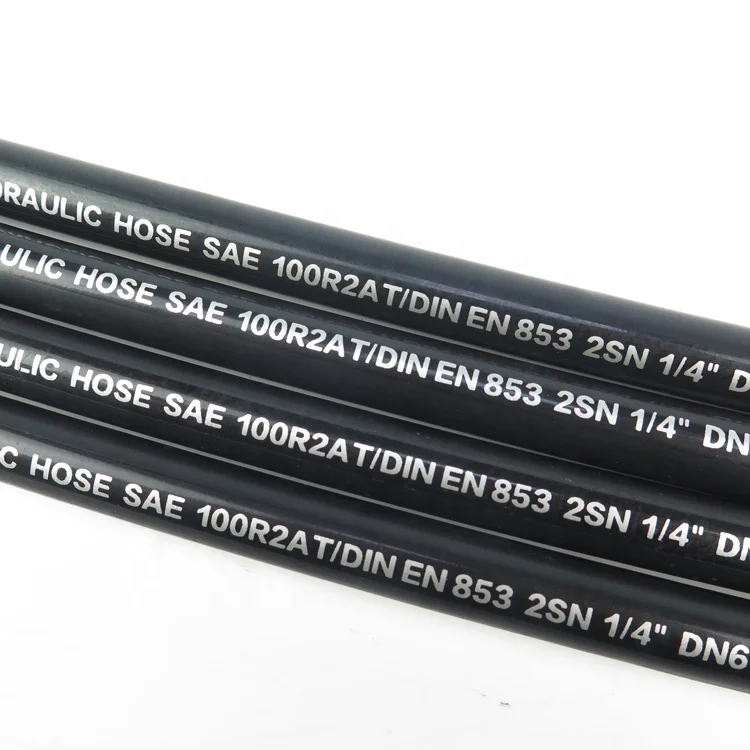 DRAULIC HOSE SAE 100R2AT/DIN EN 853 2SN 1/4" D
ULIC HOSE SAE 100R2AT/DIN EN 853 2SN 1/4" DN
ULIC HOSE SAE 100R2AT/DIN EN 853 2SN 1/4" DN
C HOSE SAE 100R2AT/DIN EN 853 2SN 1/4" DN6